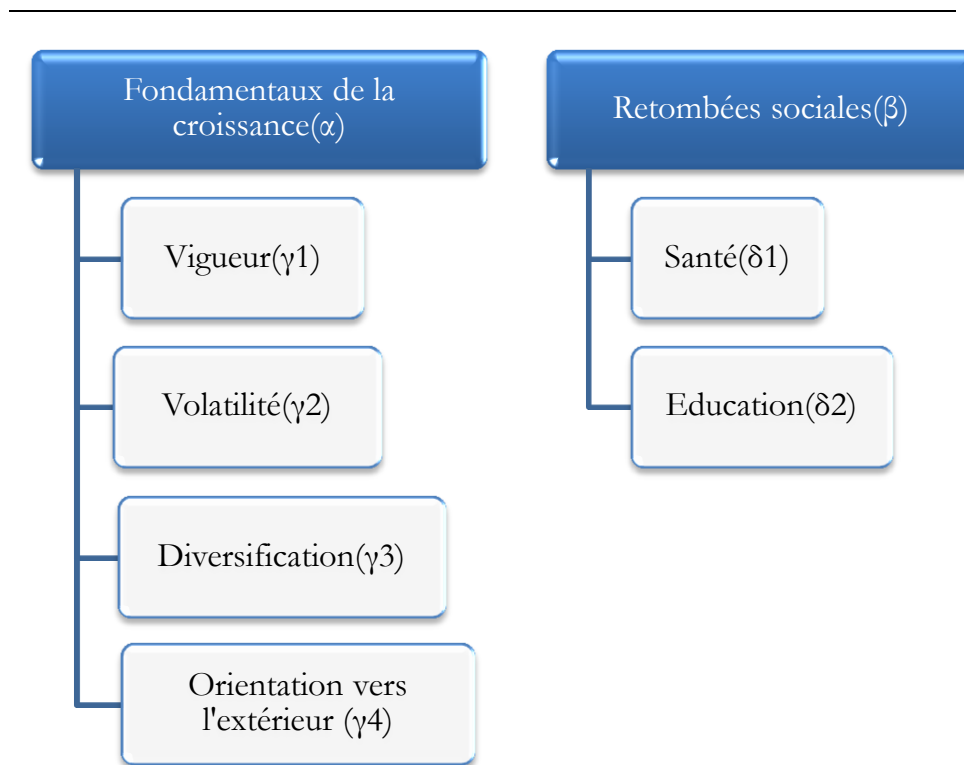 Fondamentaux de la
croissance(α)
Vigueur(γ1)
Volatilité(γ2)
Diversification(γ3)
Orientation vers
l'extérieur (γ4)
Retombées sociales(β)
Santé(δ1)
Education(δ2)